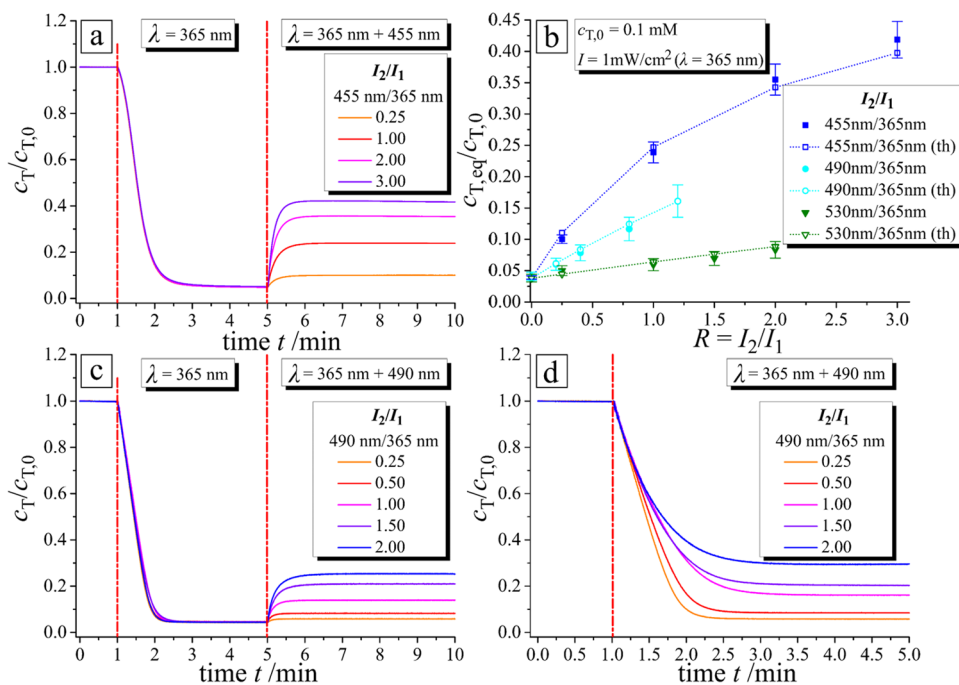 a
λ = 365 nm
λ = 365 nm + 455 nm
I2/I1
455 nm/365 nm
0.25
1.00
2.00
3.00
cT/cT,0
1.2
1.0
0.8
0.6
0.4
0.2
0.0
0 1 2 3 4 5 6 7 8 9 10
time t /min
b
cT,0 = 0.1 mM
I = 1mW/cm² (λ = 365 nm)
I2/I1
455nm/365nm
455nm/365nm (th)
490nm/365nm
490nm/365nm (th)
530nm/365nm
530nm/365nm (th)
cT,eq/cT,0
0.45
0.40
0.35
0.30
0.25
0.20
0.15
0.10
0.05
0.00
0.0 0.5 1.0 1.5 2.0 2.5 3.0
R = I2/I1
c
λ = 365 nm
λ = 365 nm + 490 nm
I2/I1
490 nm/365 nm
0.25
0.50
1.00
1.50
2.00
cT/cT,0
1.2
1.0
0.8
0.6
0.4
0.2
0.0
0 1 2 3 4 5 6 7 8 9 10
time t /min
d
λ = 365 nm + 490 nm
I2/I1
490 nm/365 nm
0.25
0.50
1.00
1.50
2.00
cT/cT,0
1.2
1.0
0.8
0.6
0.4
0.2
0.0
0.0 0.5 1.0 1.5 2.0 2.5 3.0 3.5 4.0 4.5 5.0
time t /min